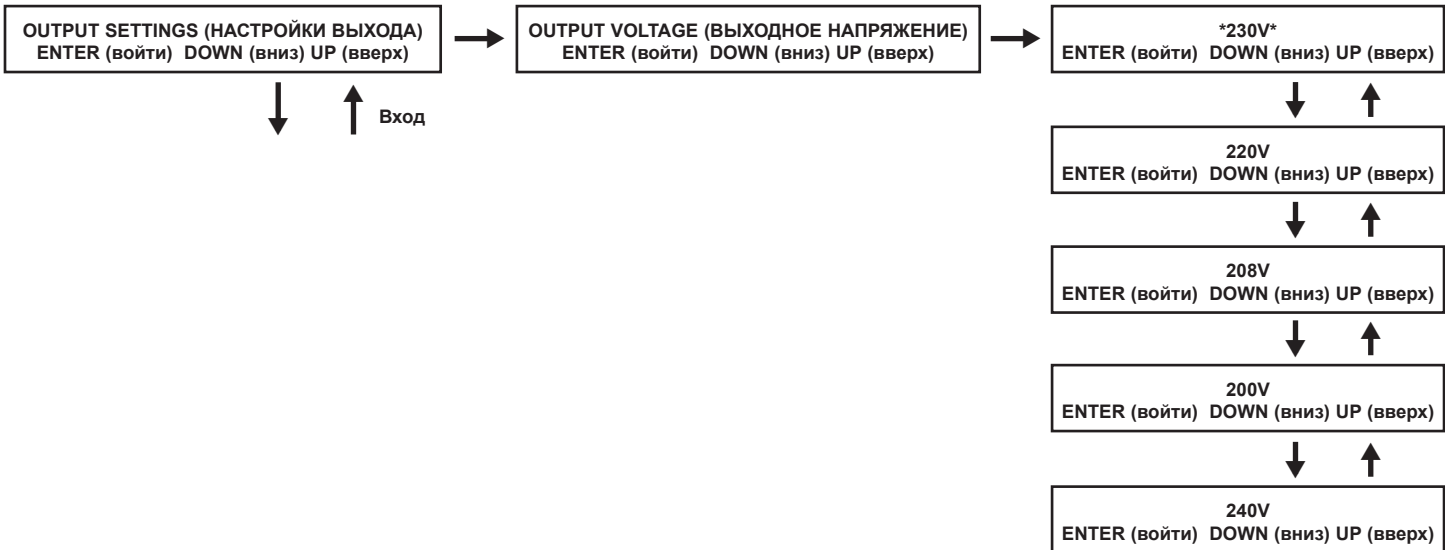 OUTPUT SETTINGS (НАСТРОЙКИ ВЫХОДА)
ENTER (войти) DOWN (вниз) UP (вверх)
Вход
OUTPUT VOLTAGE (ВЫХОДНОЕ НАПРЯЖЕНИЕ)
ENTER (войти) DOWN (вниз) UP (вверх)
*230V*
ENTER (войти) DOWN (вниз) UP (вверх)
220V
ENTER (войти) DOWN (вниз) UP (вверх)
208V
ENTER (войти) DOWN (вниз) UP (вверх)
200V
ENTER (войти) DOWN (вниз) UP (вверх)
240V
ENTER (войти) DOWN (вниз) UP (вверх)